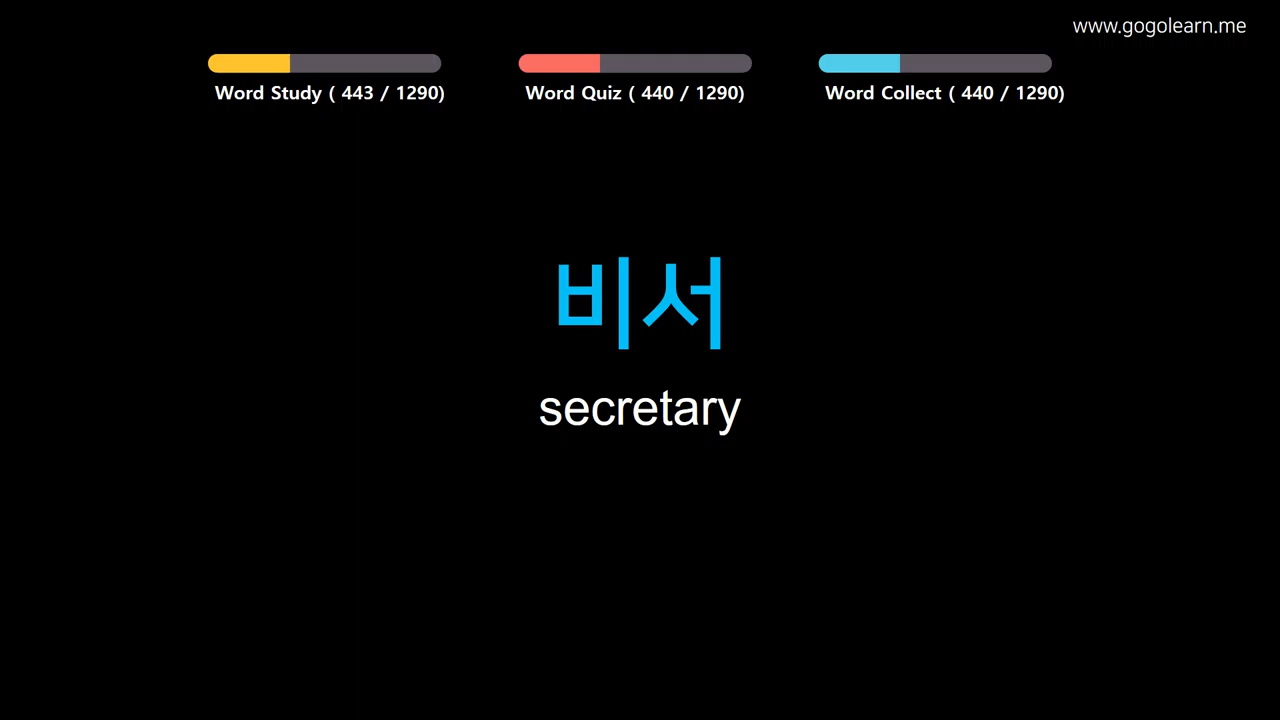 www.gogolearn.me
Word Study ( 443 / 1290)
Word Quiz ( 440 / 1290)
Word Collect ( 440 / 1290)
비서
secretary